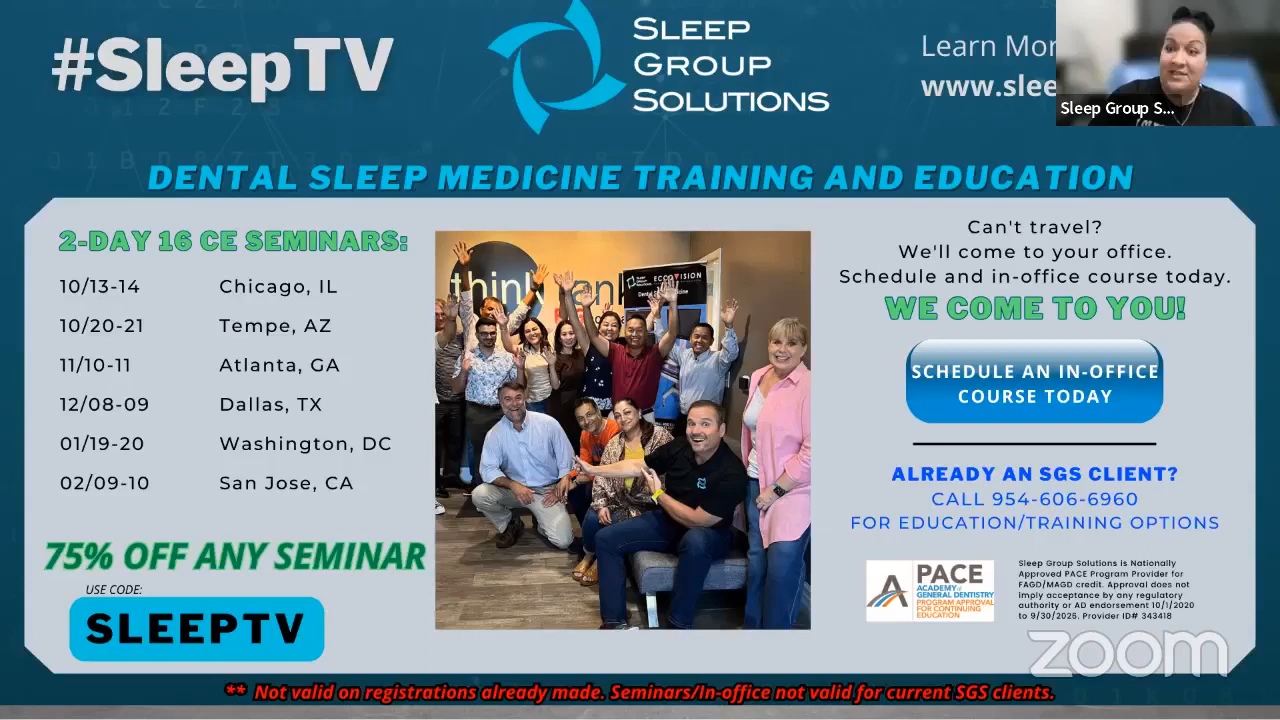 #SleepTV
SLEEP
GROUP
SOLUTIONS
Learn Mor
www.slee
Sleep Group S...
DENTAL SLEEP MEDICINE TRAINING AND EDUCATION
2-DAY 16 CE SEMINARS:
10/13-14 Chicago, IL
10/20-21 Tempe, AZ
11/10-11 Atlanta, GA
12/08-09 Dallas, TX
01/19-20 Washington, DC
02/09-10 San Jose, CA
75% OFF ANY SEMINAR
USE CODE:
SLEEPTV
think
ank
SLEEP
GROUP
SOLUTIONS
ECCOVISION
Can't travel?
We'll come to your office.
Schedule and in-office course today.
WE COME TO YOU!
SCHEDULE AN IN-OFFICE
COURSE TODAY
ALREADY AN SGS CLIENT?
CALL 954-606-6960
FOR EDUCATION/TRAINING OPTIONS
PACE
ACADEMY of
GENERAL DENTISTRY
PROGRAM APPROVAL
FOR CONTINUING
EDUCATION
Sleep Group Solutions is Nationally
Approved PACE Program Provider for
FAGD/MAGD credit. Approval does not
imply acceptance by any regulatory
authority or AD endorsement 10/1/2020
to 9/30/2026. Provider ID# 343418
zoom
** Not valid on registrations already made. Seminars/In-office not valid for current SGS clients.